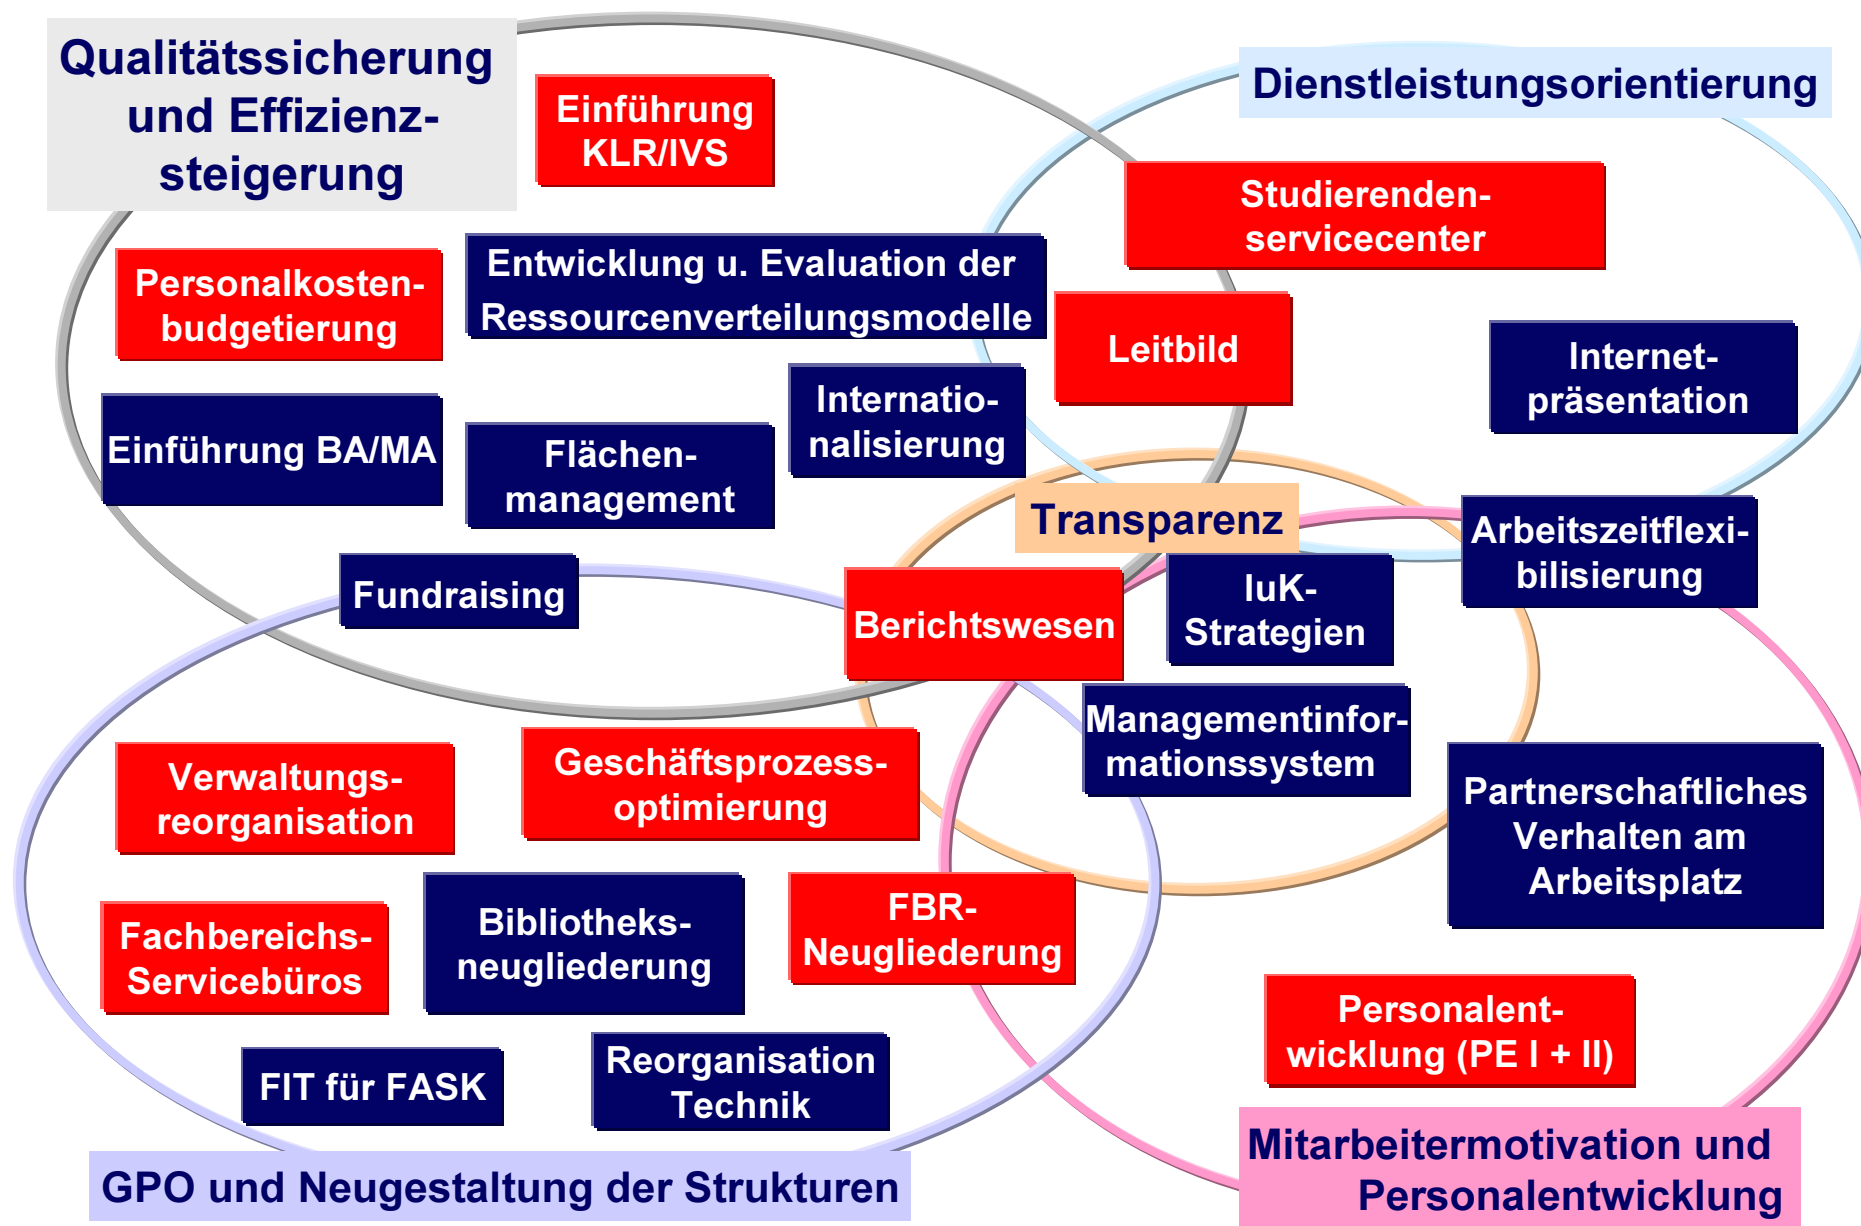 Qualitätssicherung
und Effizienz-
steigerung
Dienstleistungsorientierung
Einführung
KLR/IVS
Studierenden-
servicecenter
Personalkosten-
budgetierung
Entwicklung u. Evaluation der
Ressourcenverteilungsmodelle
Leitbild
Internet-
präsentation
Einführung BA/MA
Flächen-
management
Internatio-
nalisierung
Transparenz
Arbeitszeitflexi-
bilisierung
Fundraising
Berichtswesen
IuK-
Strategien
Managementinfor-
mationssystem
Verwaltungs-
reorganisation
Geschäftsprozess-
optimierung
Partnerschaftliches
Verhalten am
Arbeitsplatz
Fachbereichs-
Servicebüros
Bibliotheks-
neugliederung
FBR-
Neugliederung
Personalent-
wicklung (PE I + II)
FIT für FASK
Reorganisation
Technik
GPO und Neugestaltung der Strukturen
Mitarbeitermotivation und
Personalentwicklung